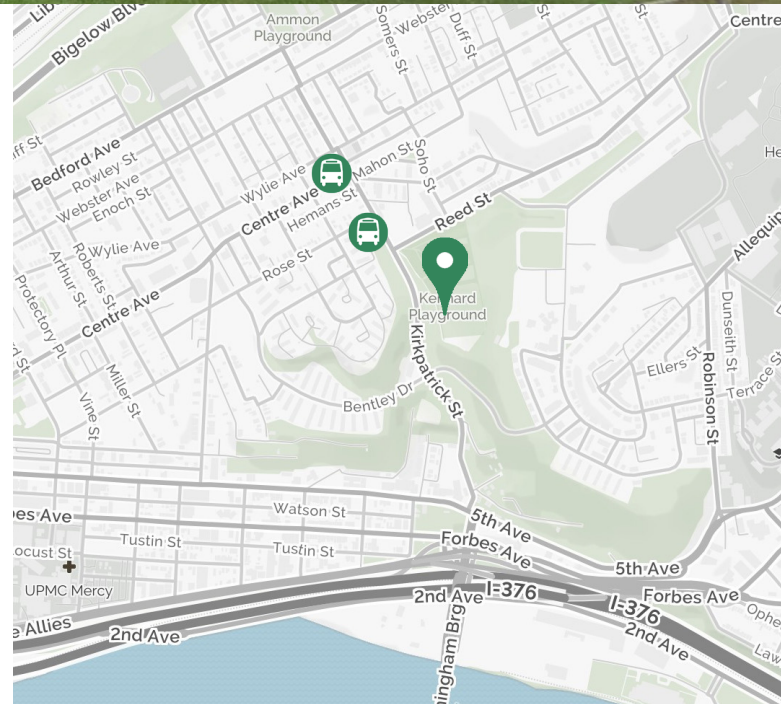 Ammon
Playground
Webster
Duff St
Somers St
Centre
Bigelow Blv
Bedford Ave
Rowley St
Webster Ave
Enoch St
Wylie Ave
Mahon St
Soho St
Centre Ave
Hemans St
Reed St
Wylie Ave
Rose St
Arthur St
Roberts St
Protectory Pl
Centre Ave
Playground
Kirkpatrick St
Allequip
Dunseith St
Ellers St
Robinson St
Terrace St
Miller St
Vine St
Bentley Dr
Watson St
5th Ave
Forbes Ave
Tustin St
Tustin St
Locust St
UPMC Mercy
5th Ave
Forbes Ave
2nd Ave
I-376
I-376
2nd Ave
2nd Ave
e Allies